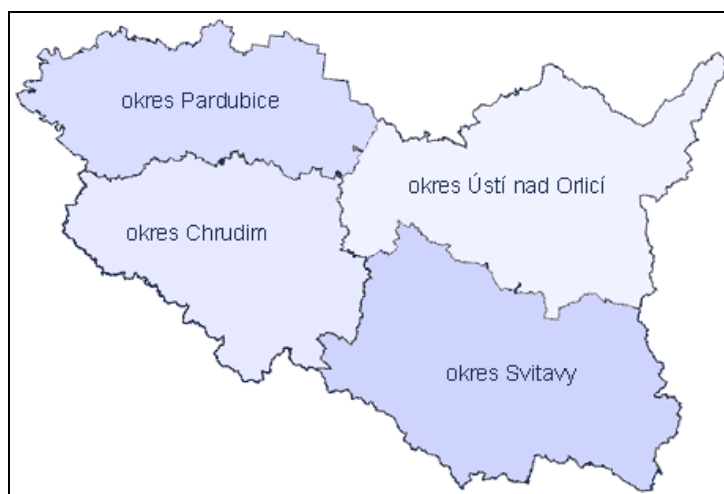 okres Pardubice
okres Ústí nad Orlicí
okres Chrudim
okres Svitavy